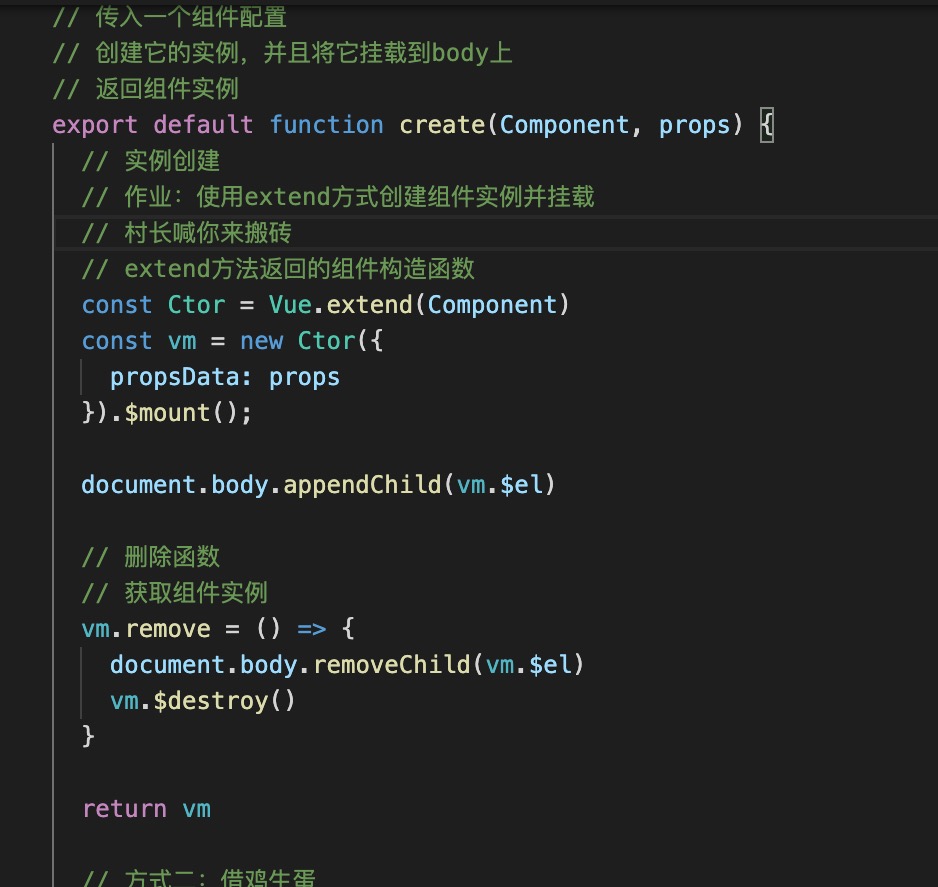 // 传入一个组件配置
// 创建它的实例，并且将它挂载到body上
// 返回组件实例
export default function create(Component, props) {
// 实例创建
// 作业：使用extend方式创建组件实例并挂载
// 村长喊你来搬砖
// extend方法返回的组件构造函数
const Ctor = Vue.extend(Component)
const vm = new Ctor({
propsData: props
}).$mount();
document.body.appendChild(vm.$el)
// 删除函数
// 获取组件实例
vm.remove = () => {
document.body.removeChild(vm.$el)
vm.$destroy()
}
return vm
// 方式二：借鸡生蛋